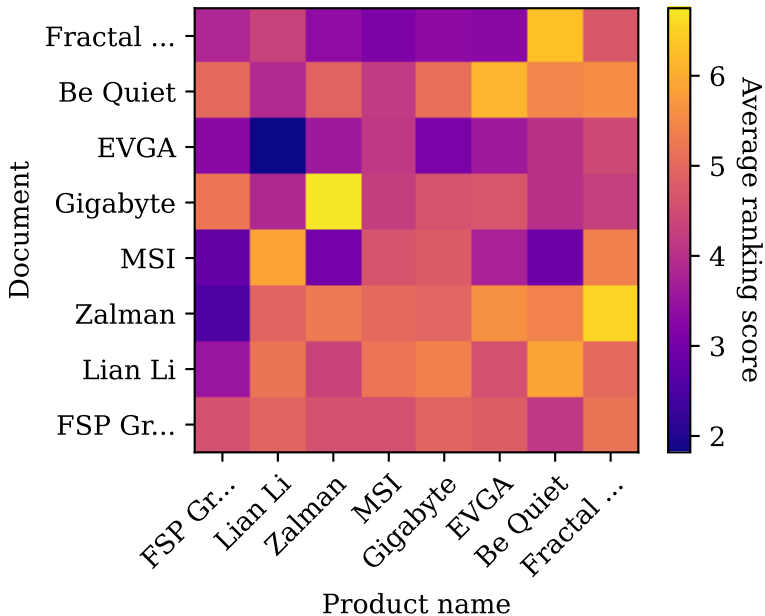 Fractal ...
Be Quiet
EVGA
Gigabyte
MSI
Zalman
Lian Li
FSP Gr...
Document
FSP Gr...
Lian Li
Zalman
MSI
Gigabyte
EVGA
Be Quiet
Fractal ...
Product name
6
5
4
3
2
Average ranking score